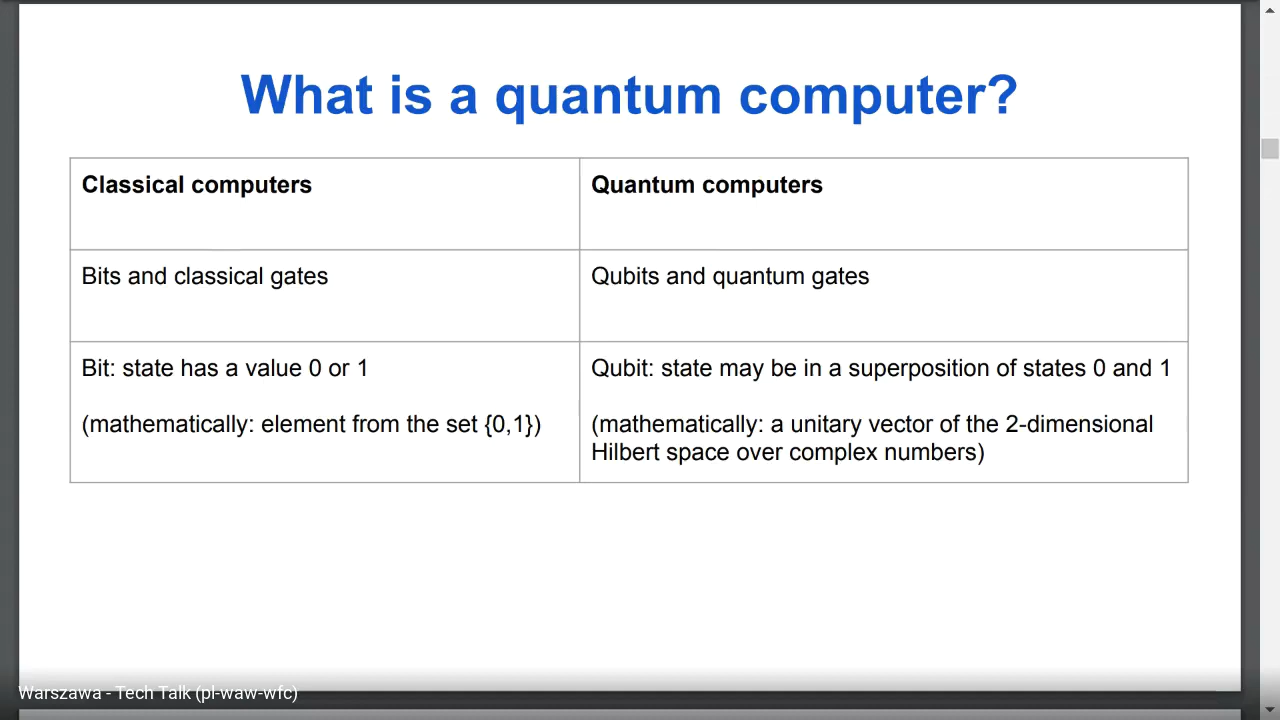 What is a quantum computer?
Classical computers
Quantum computers
Bits and classical gates
Qubits and quantum gates
Bit: state has a value 0 or 1
(mathematically: element from the set {0,1})
Qubit: state may be in a superposition of states 0 and 1
(mathematically: a unitary vector of the 2-dimensional
Hilbert space over complex numbers)
Warszawa - Tech Talk (pl-waw-wfc)